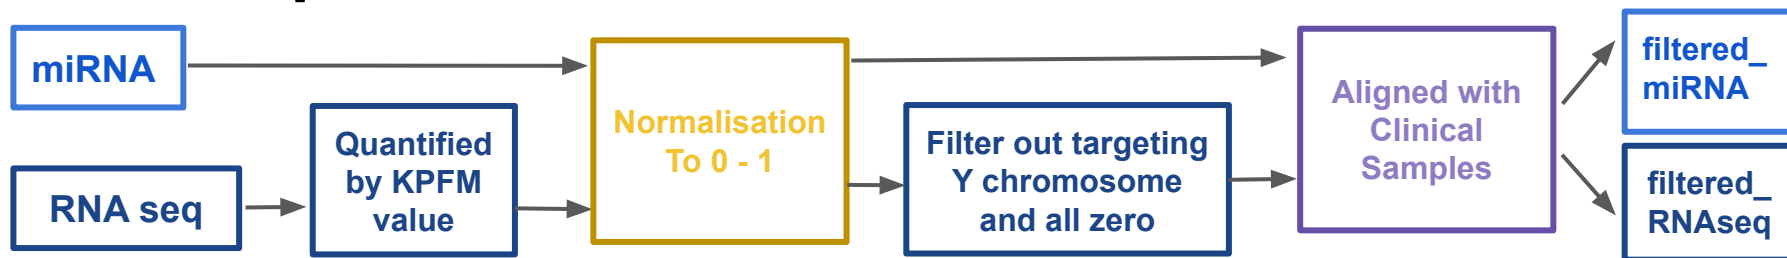 miRNA
RNA seq
Quantified
by KPFM
value
Normalisation
To 0 - 1
Filter out targeting
Y chromosome
and all zero
Aligned with
Clinical
Samples
filtered_
miRNA
filtered_
RNAseq